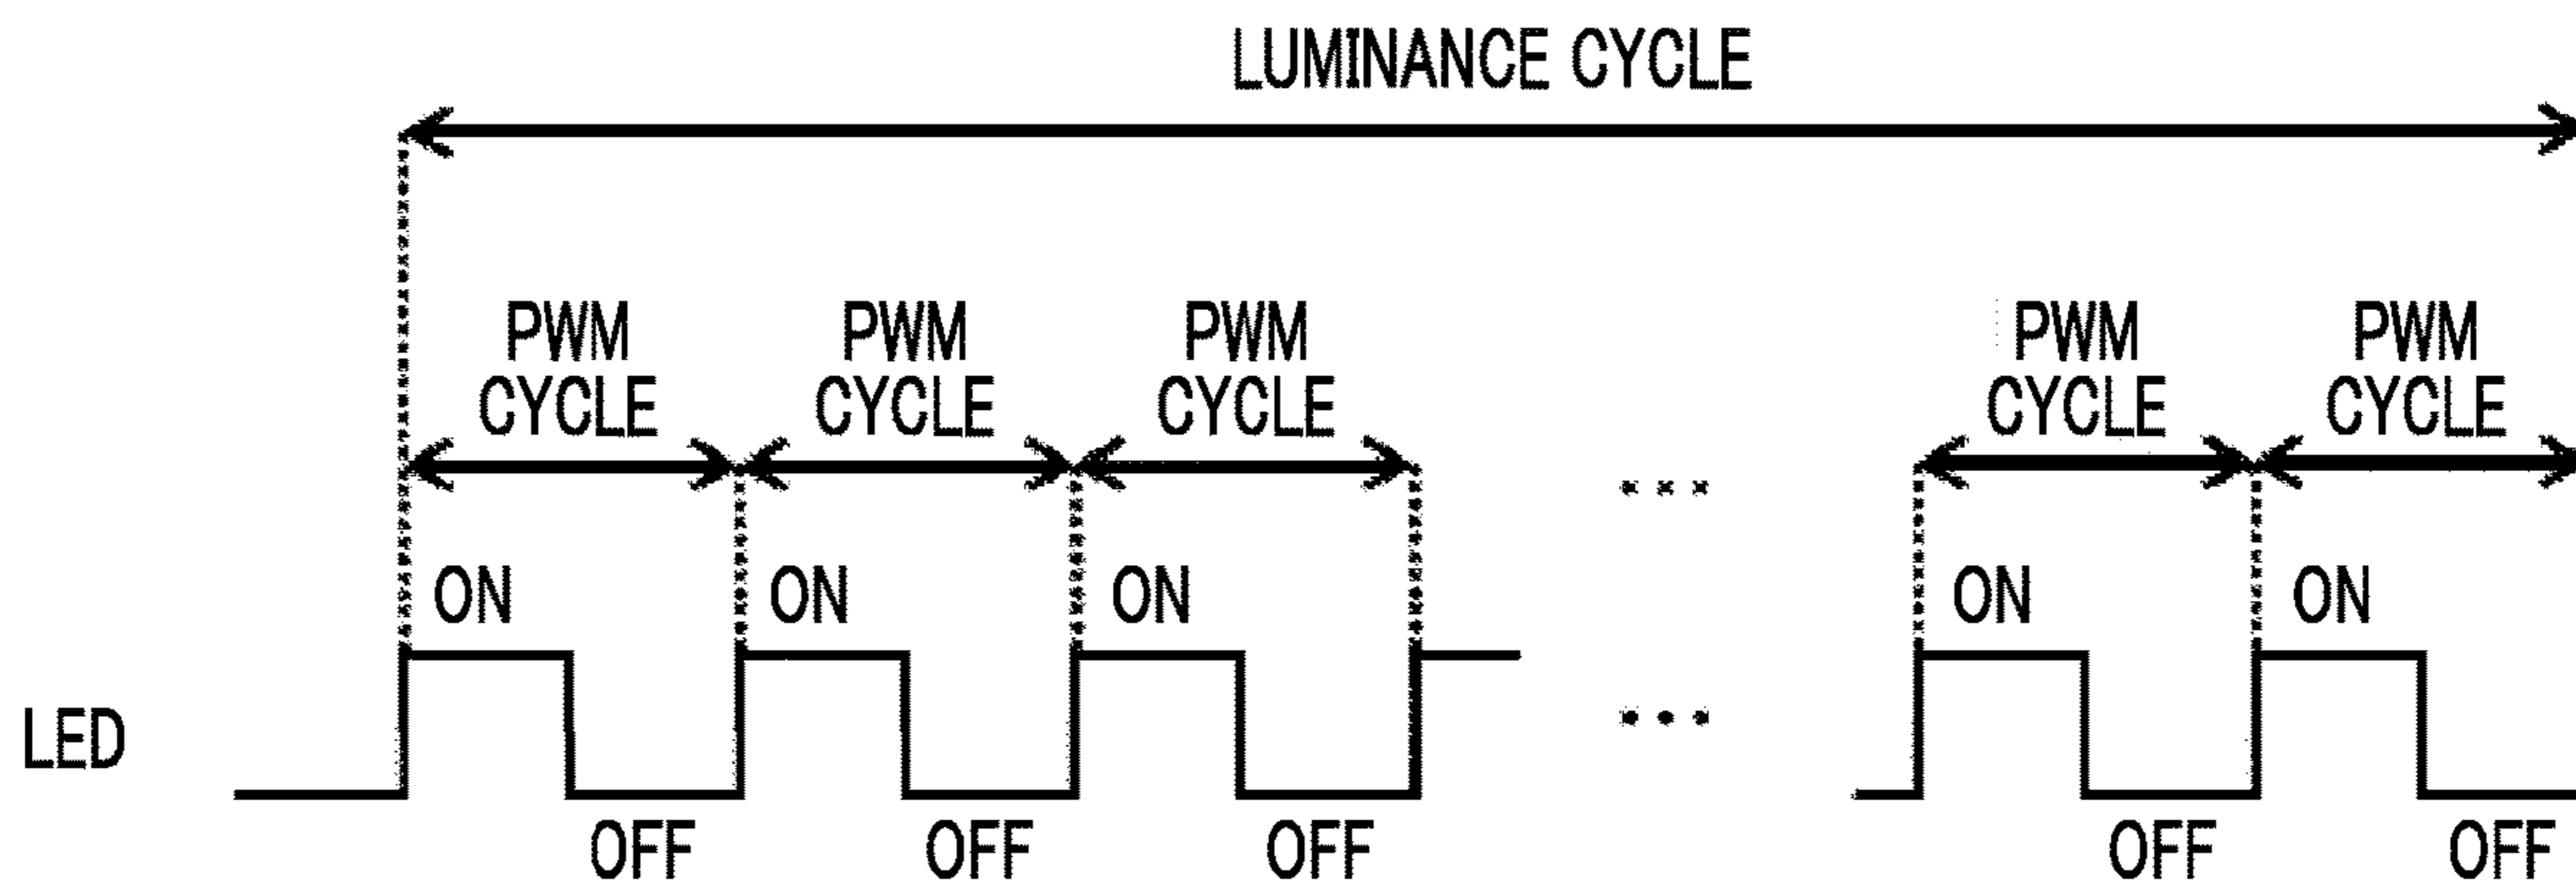 LUMINANCE CYCLE
PWM PWM PWM PWM PWM
CYCLE CYCLE CYCLE CYCLE CYCLE
... 
ON ON ON ON ON
LED ...
OFF OFF OFF OFF OFF